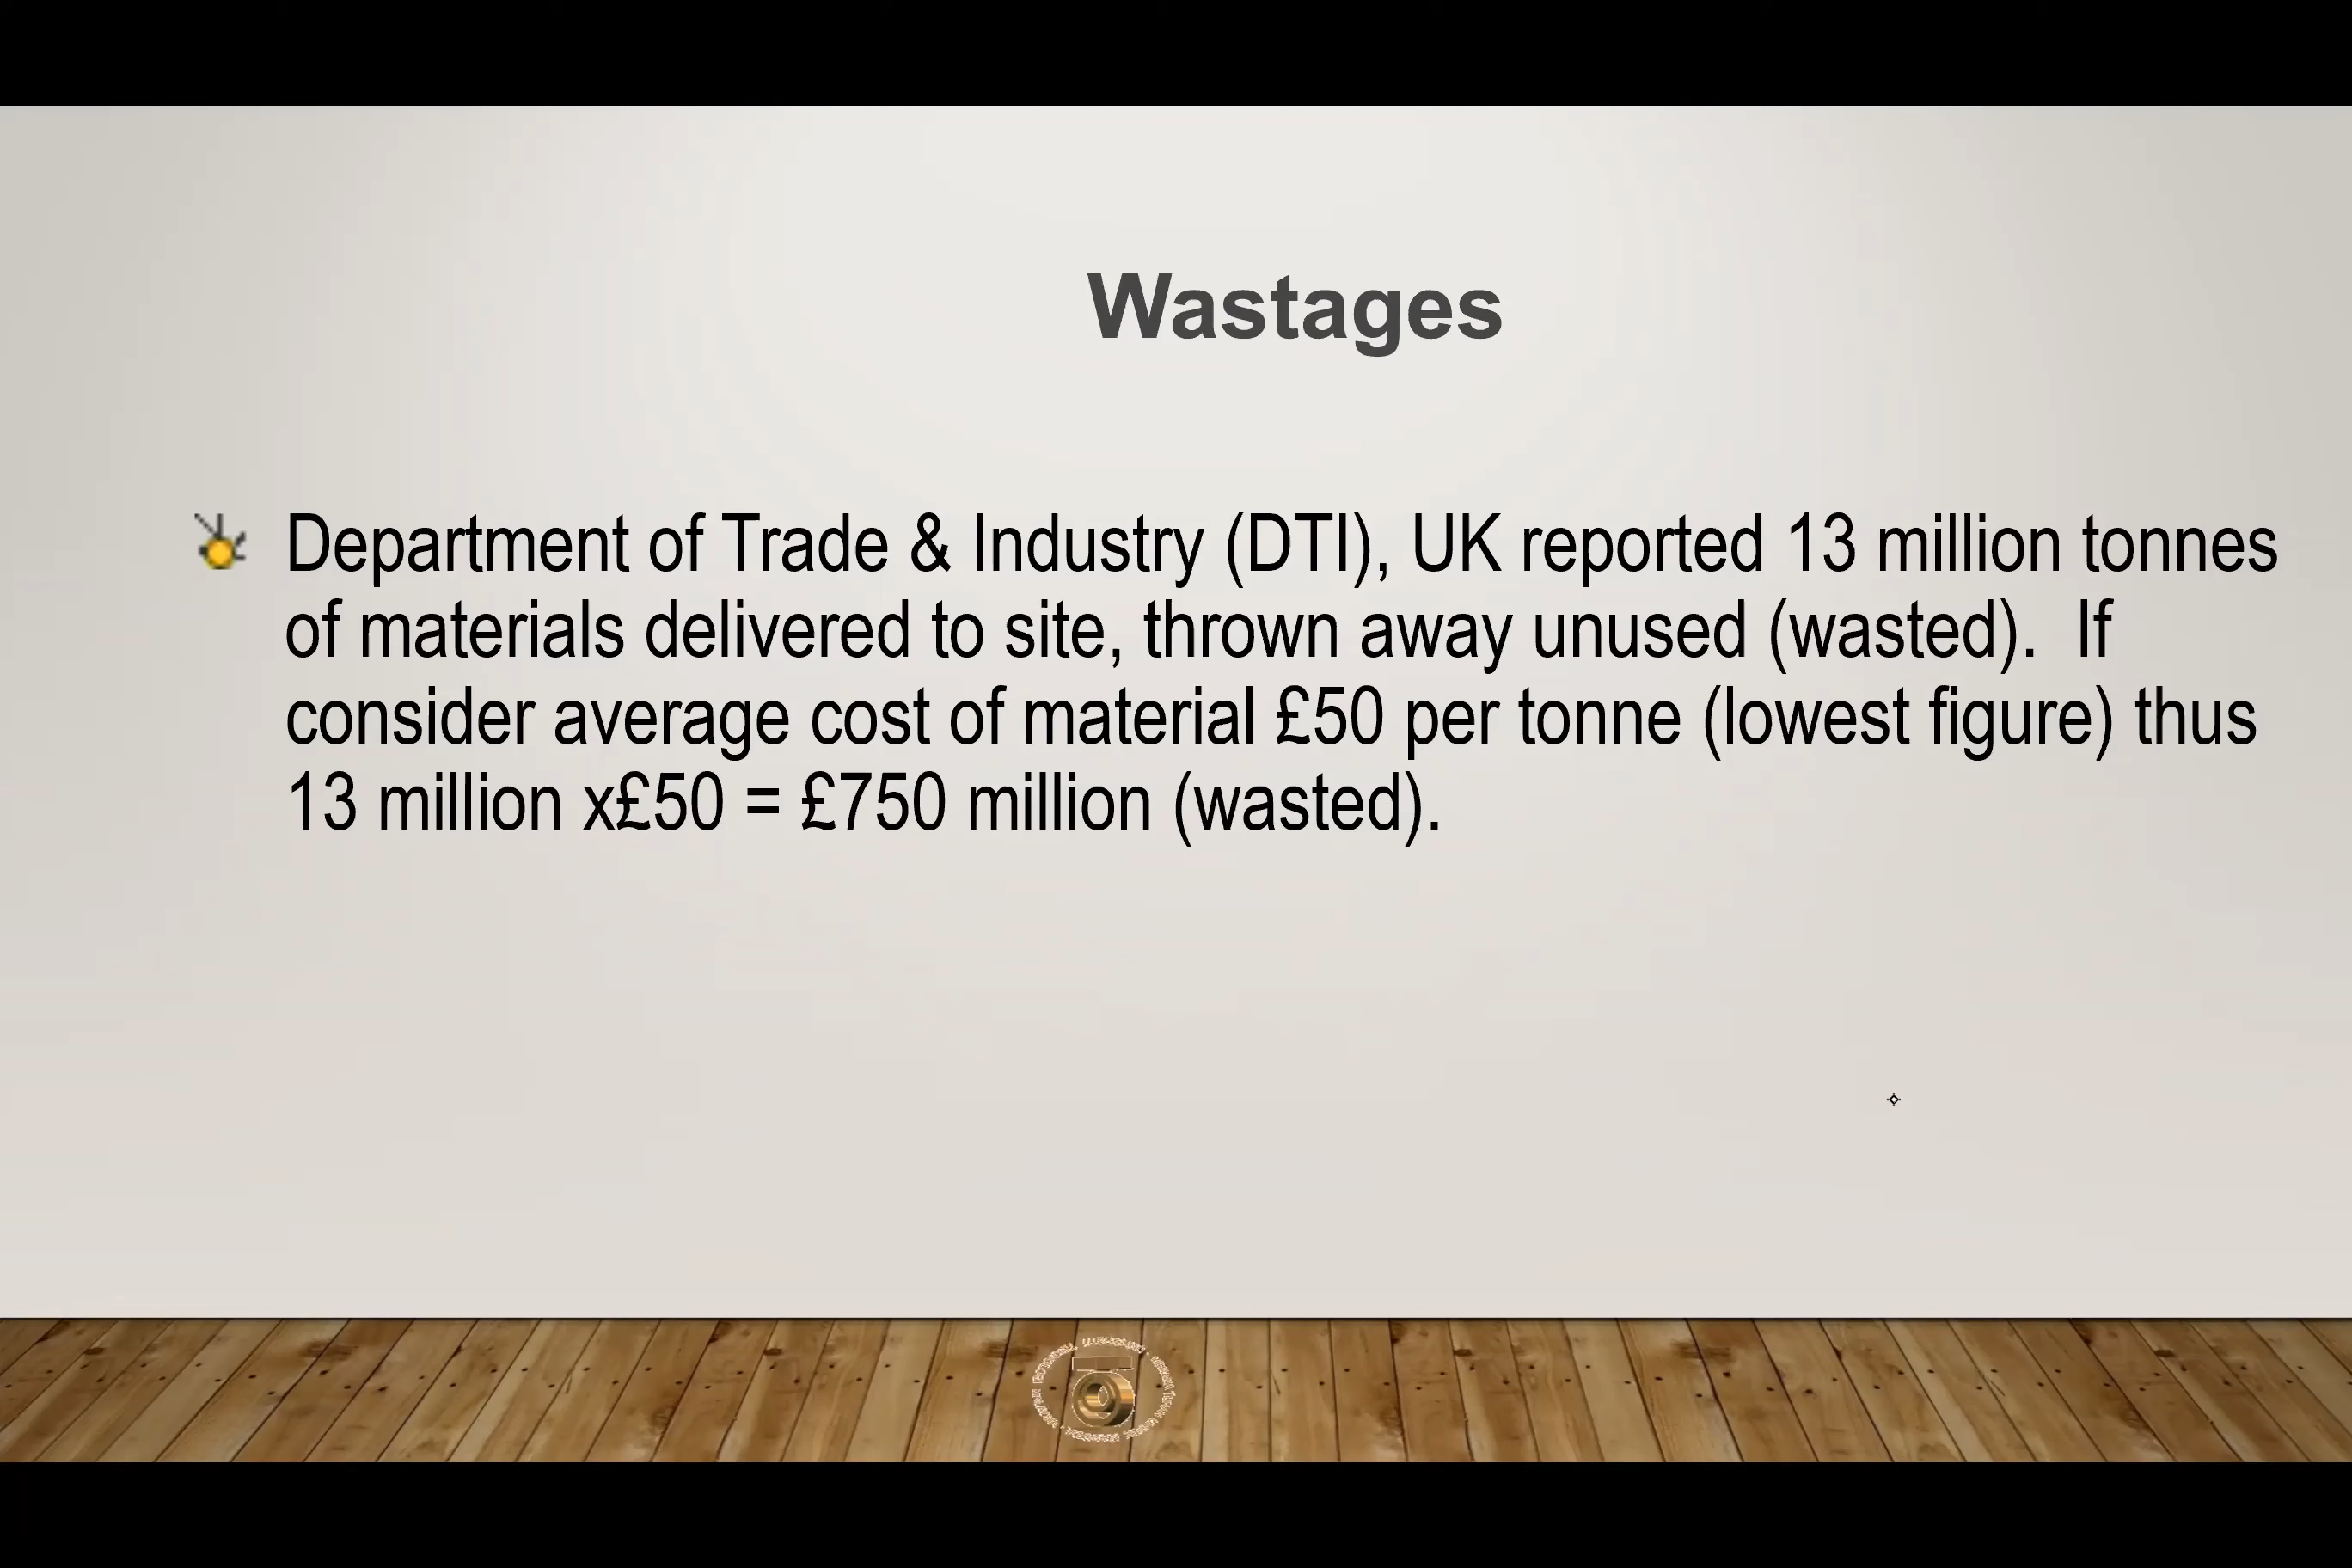 Wastages
Department of Trade & Industry (DTI), UK reported 13 million tonnes
of materials delivered to site, thrown away unused (wasted).  If
consider average cost of material £50 per tonne (lowest figure) thus
13 million x£50 = £750 million (wasted).